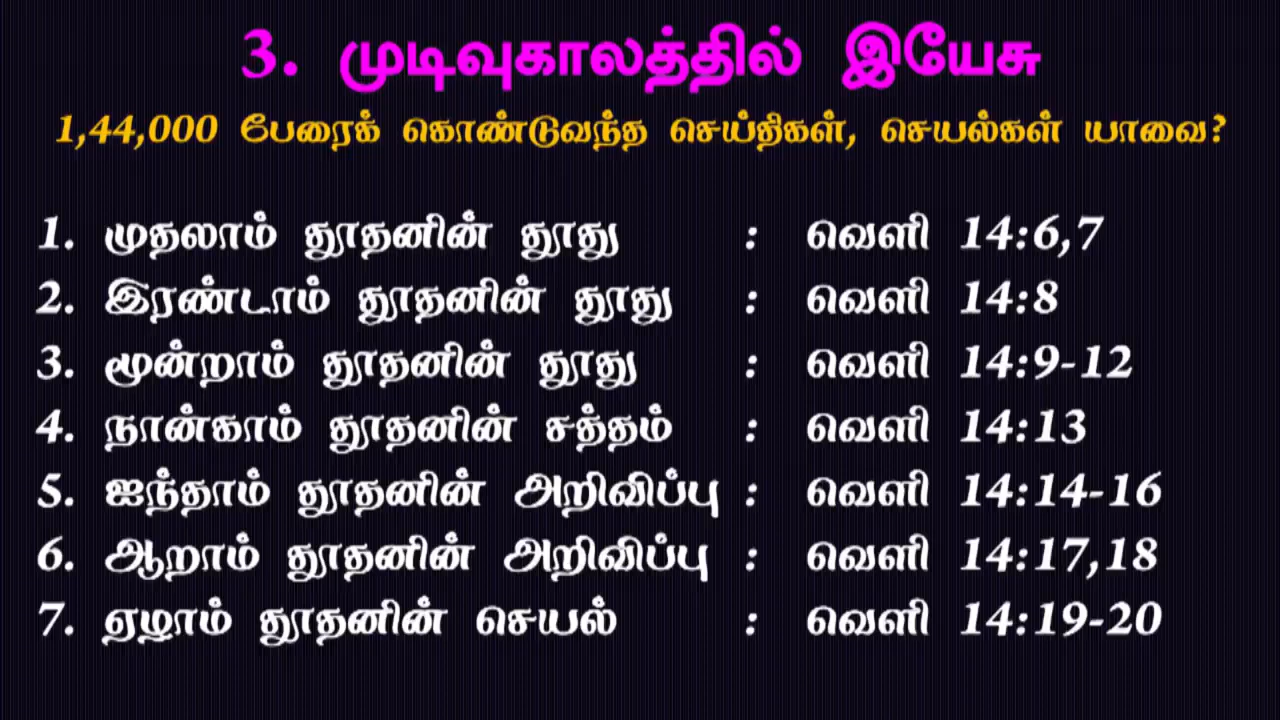 3. முடிவுகாலத்தில் இயேசு
1,44,000 பேரைக் கொண்டுவந்த செய்திகள், செயல்கள் யாவை?
1. முதலாம் தூதனின் தூது : வெளி 14:6,7
2. இரண்டாம் தூதனின் தூது : வெளி 14:8
3. மூன்றாம் தூதனின் தூது : வெளி 14:9-12
4. நான்காம் தூதனின் சத்தம் : வெளி 14:13
5. ஐந்தாம் தூதனின் அறிவிப்பு : வெளி 14:14-16
6. ஆறாம் தூதனின் அறிவிப்பு : வெளி 14:17,18
7. ஏழாம் தூதனின் செயல் : வெளி 14:19-20